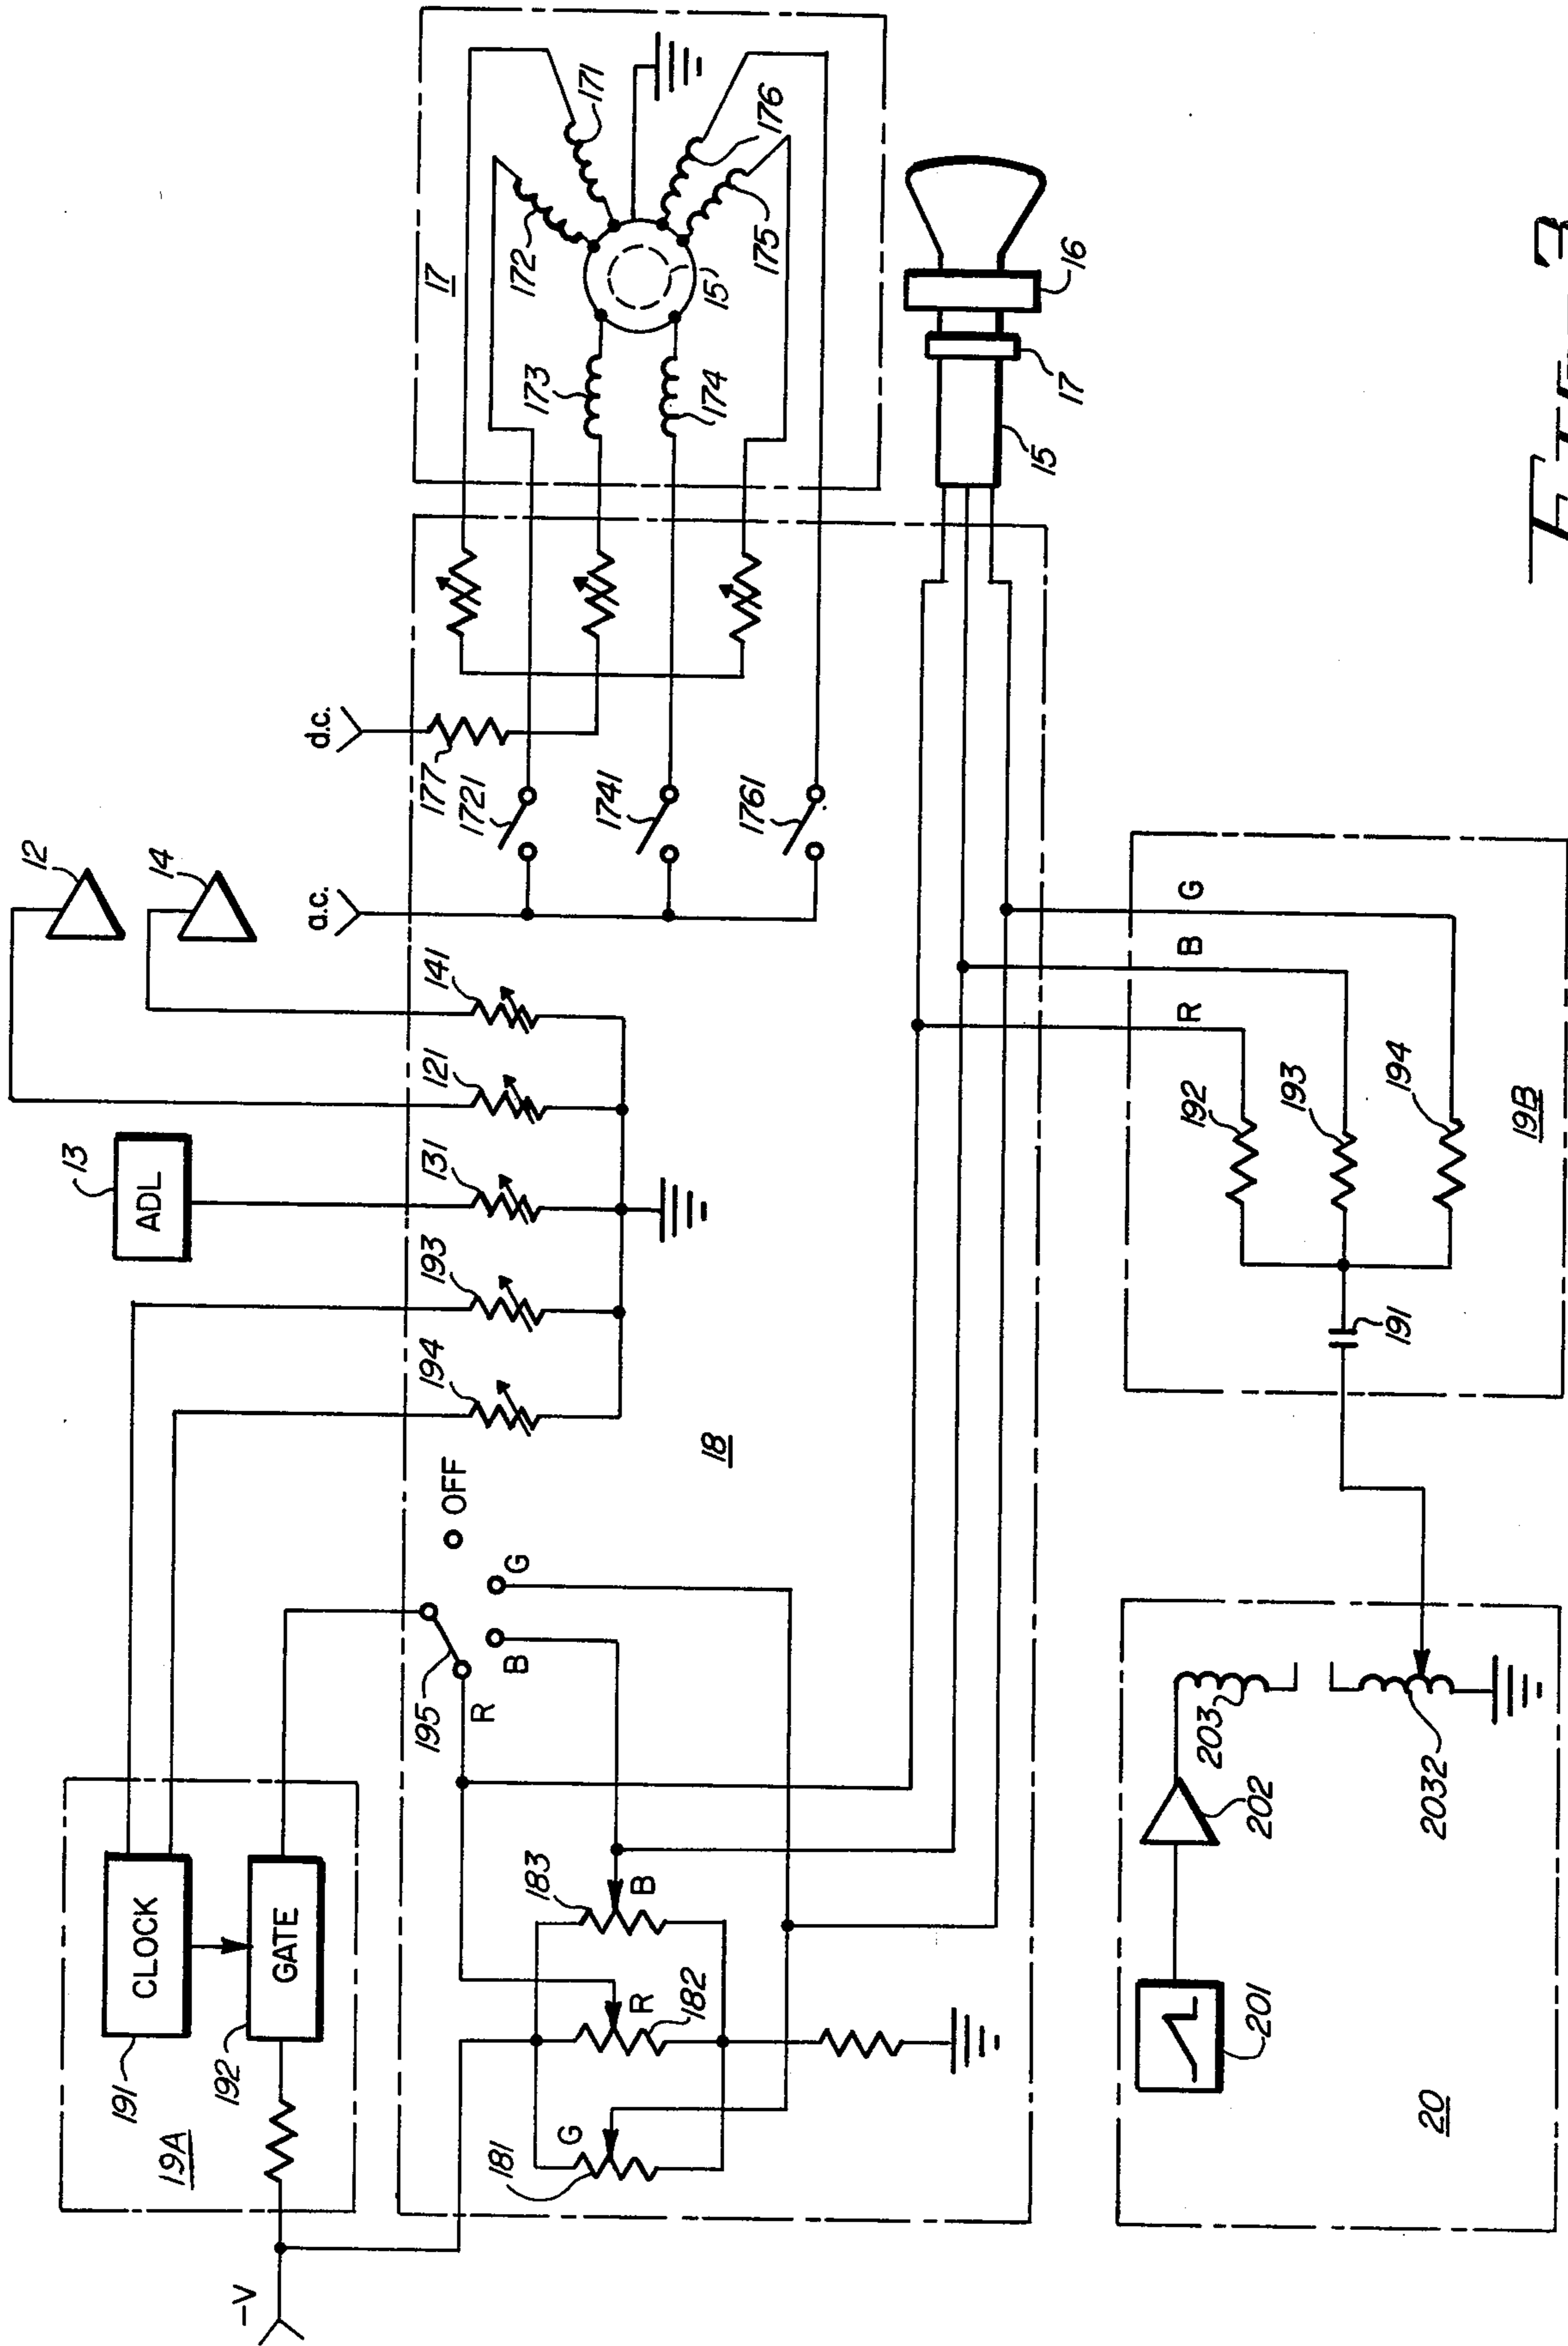 12
14
13
ADL
CLOCK
191
GATE
192
19A
-V
194
193
131
121
141
a.c.
d.c.
177
1721
1741
1761
17
171
172
173
174
175
176
15
OFF
195
R
B
G
18
181
G
182
R
183
B
15
17
16
R
B
G
192
193
194
191
19B
201
202
203
2032
20